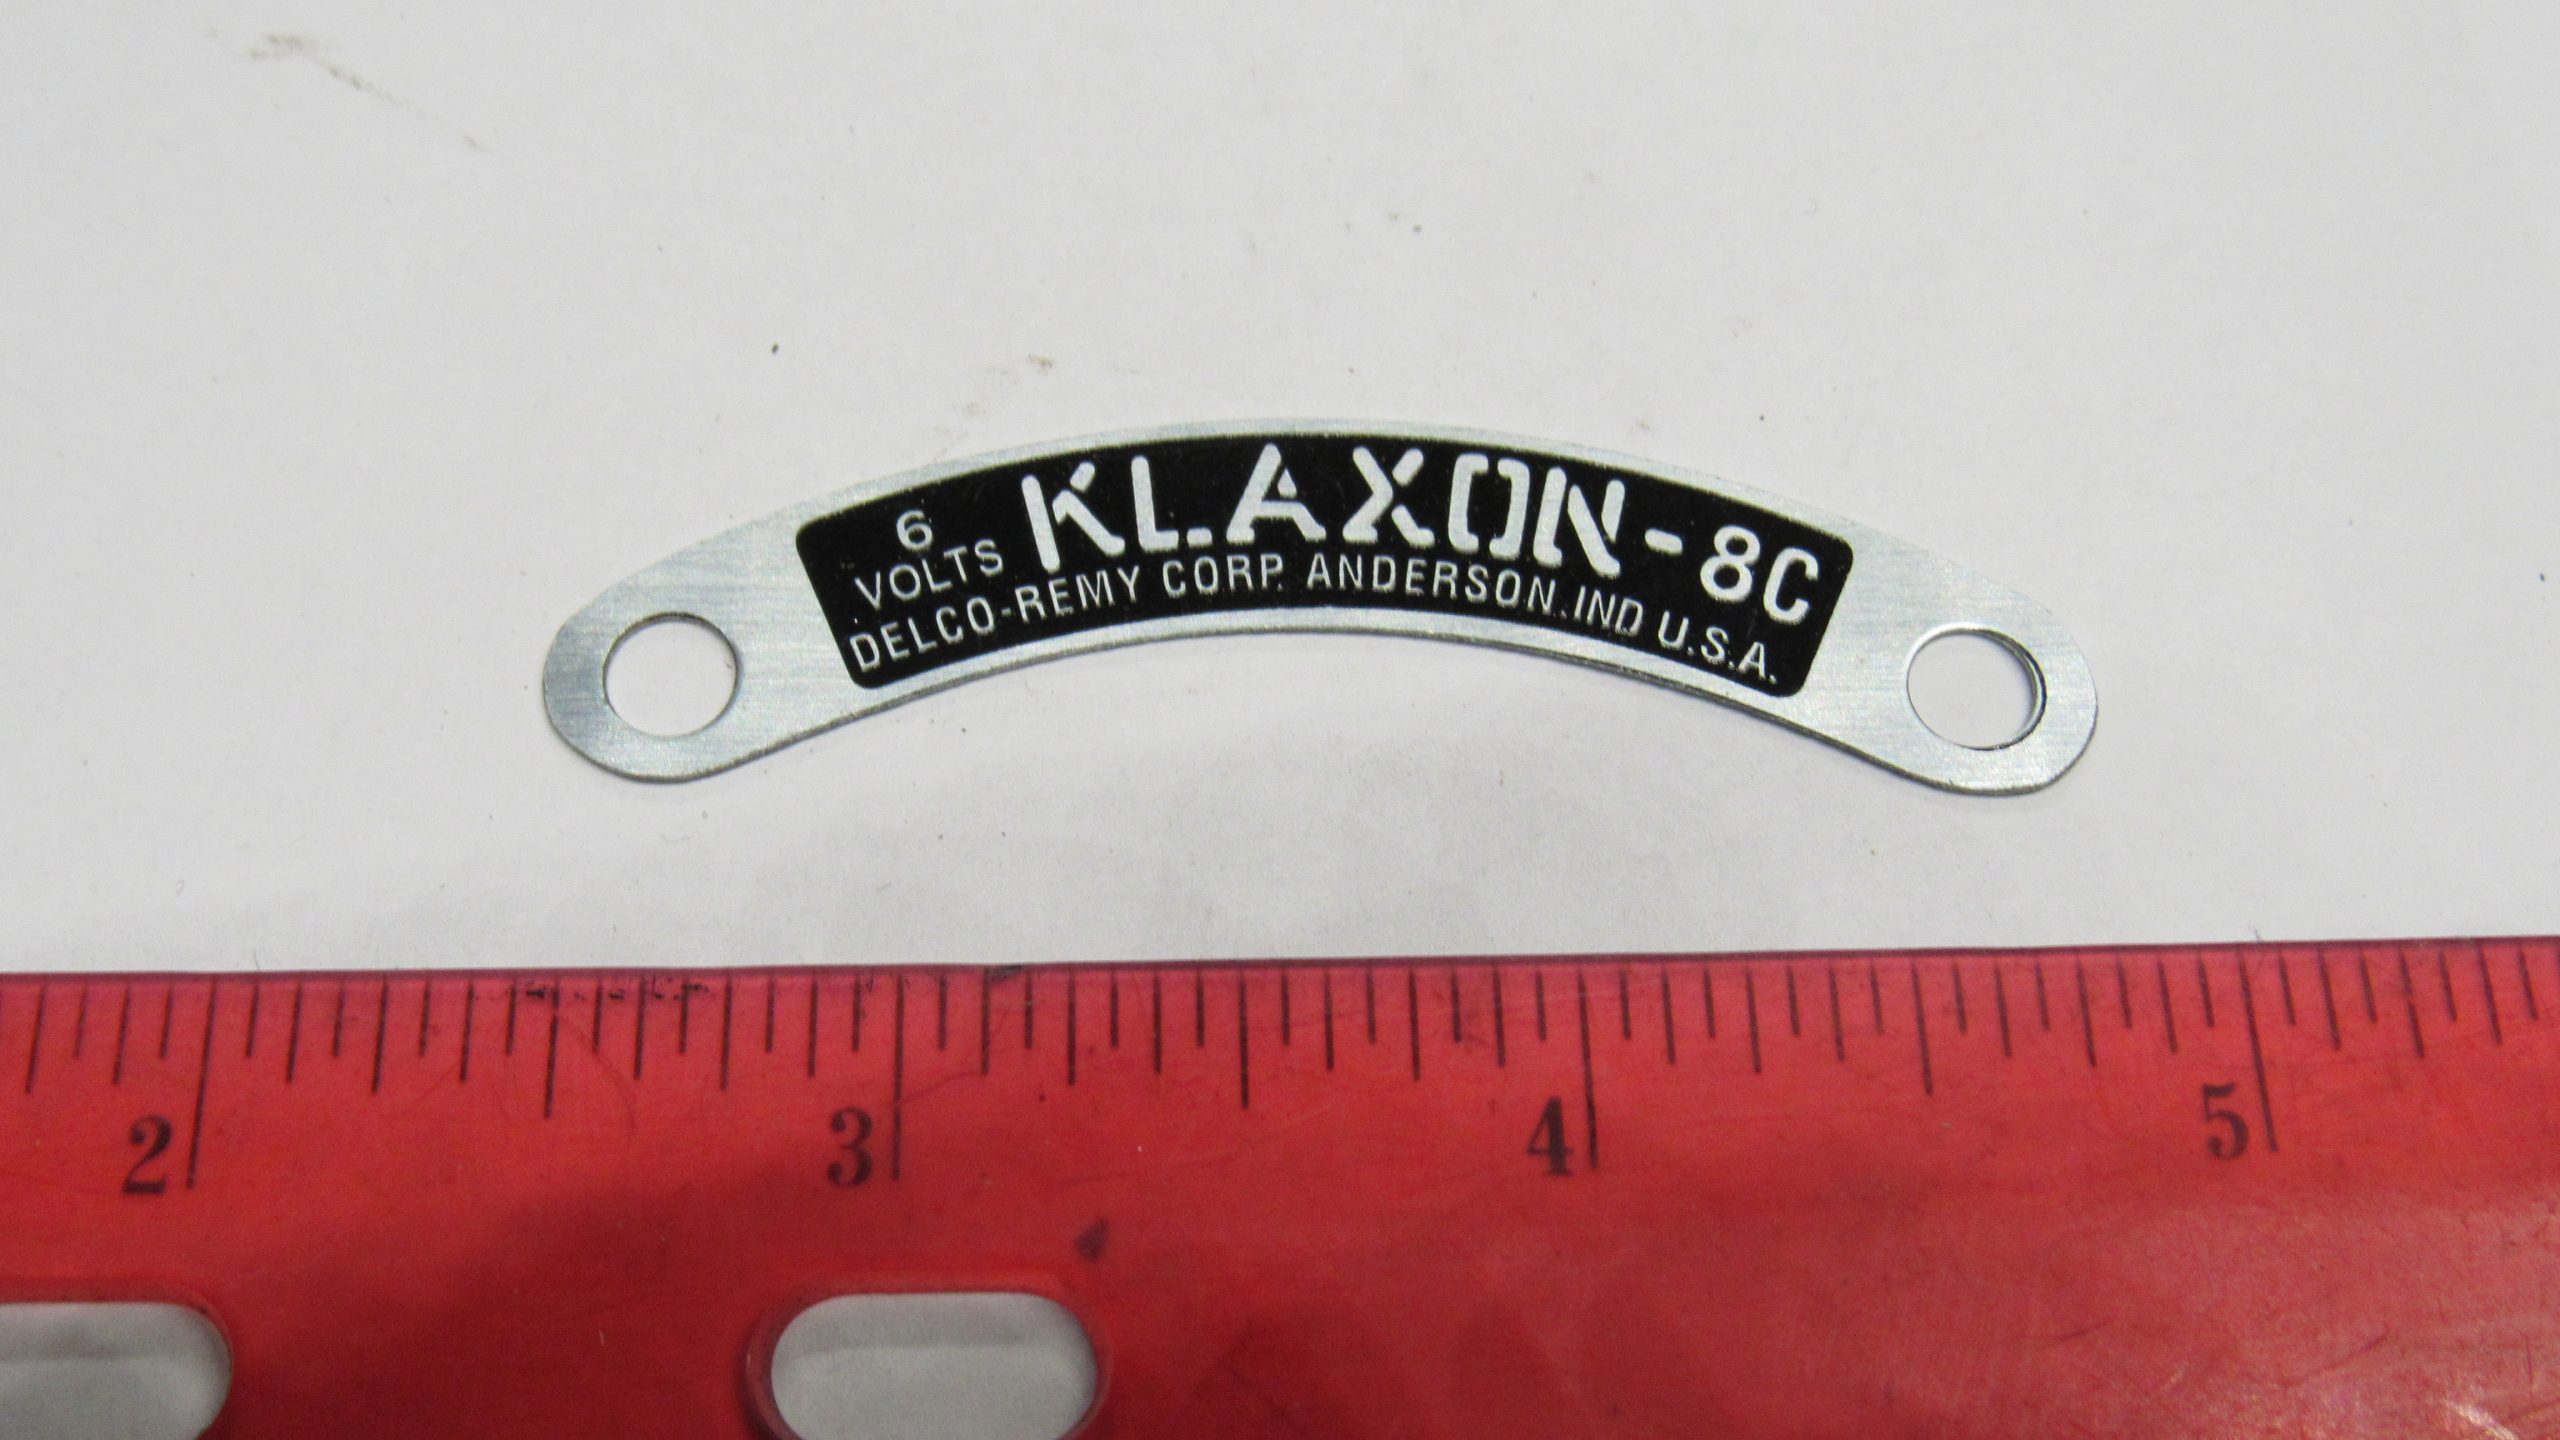 6
VOLTS
KLAXON-8C
DELCO-REMY CORP. ANDERSON. IND U.S.A.
2 3 4 5